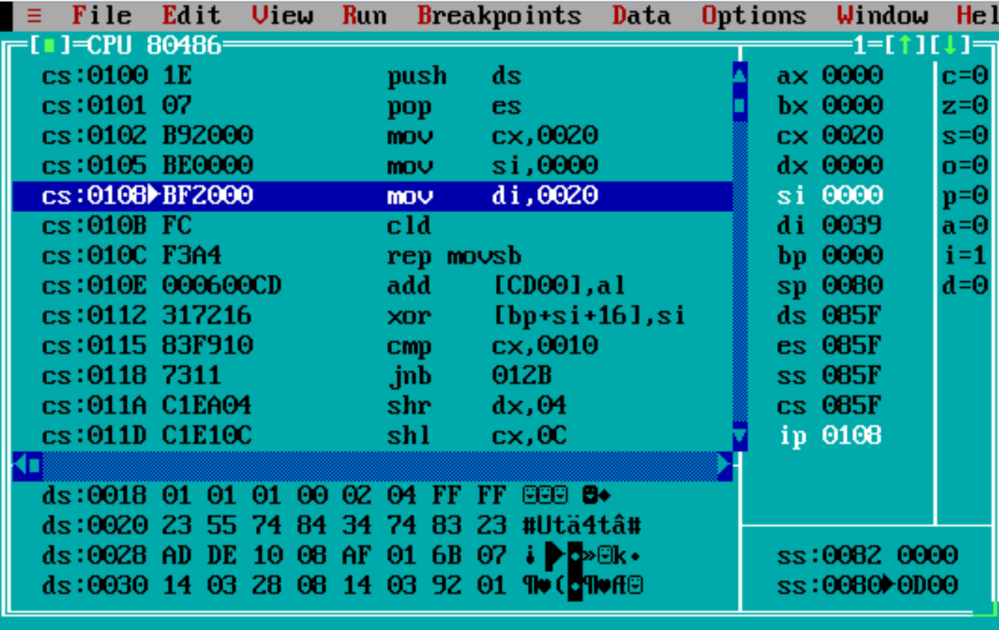 ≡ File Edit View Run Breakpoints Data Options Window Hel
[■]=CPU 80486 1=[↑][↓]
cs:0100 1E push ds ax 0000 c=0
cs:0101 07 pop es bx 0000 z=0
cs:0102 B92000 mov cx,0020 cx 0020 s=0
cs:0105 BE0000 mov si,0000 dx 0000 o=0
cs:0108►BF2000 mov di,0020 si 0000 p=0
cs:010B FC cld di 0039 a=0
cs:010C F3A4 rep movsb bp 0000 i=1
cs:010E 000600CD add [CD00],al sp 0080 d=0
cs:0112 317216 xor [bp+si+16],si ds 085F
cs:0115 83F910 cmp cx,0010 es 085F
cs:0118 7311 jnb 012B ss 085F
cs:011A C1EA04 shr dx,04 cs 085F
cs:011D C1E10C shl cx,0C ip 0108
ds:0018 01 01 01 00 02 04 FF FF ☺☺☺ ☻♦
ds:0020 23 55 74 84 34 74 83 23 #Utä4tâ#
ds:0028 AD DE 10 08 AF 01 6B 07 ¡▐►◘»☺k• ss:0082 0000
ds:0030 14 03 28 08 14 03 92 01 ¶♥(◘¶♥Æ☺ ss:0080►0D00